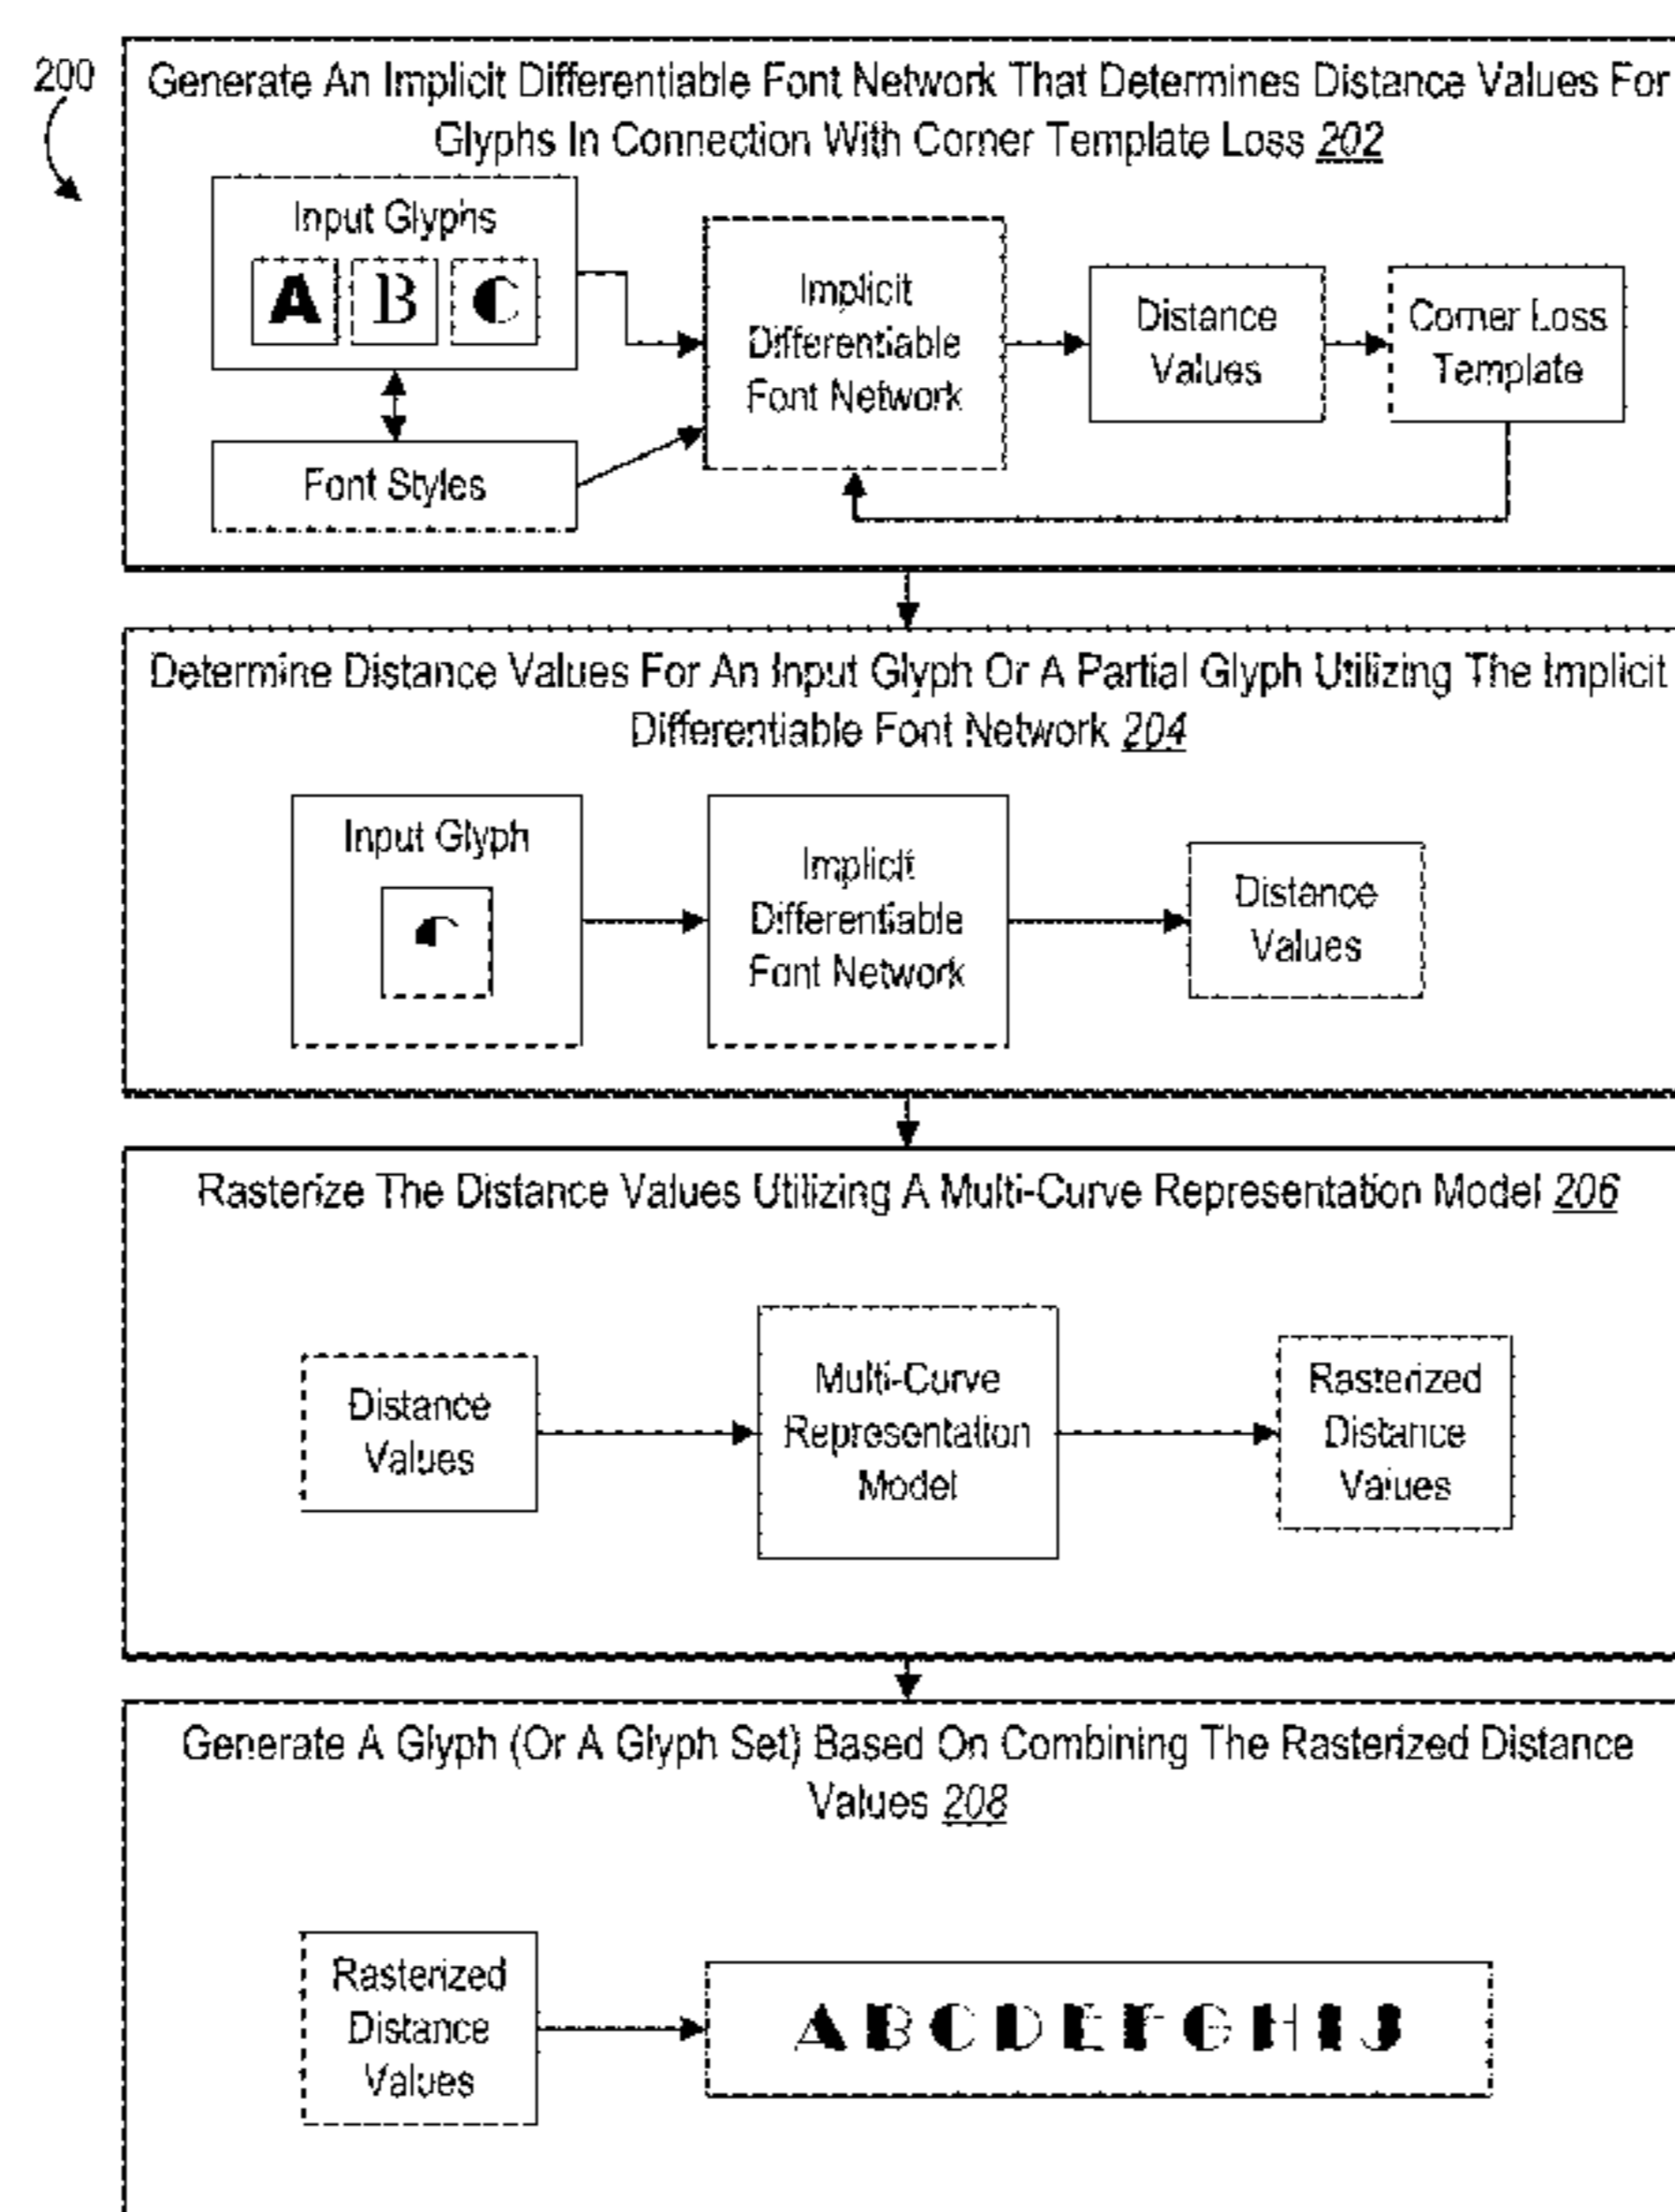 200
Generate An Implicit Differentiable Font Network That Determines Distance Values For
Glyphs In Connection With Corner Template Loss 202
Input Glyphs
A B C
Font Styles
Implicit
Differentiable
Font Network
Distance
Values
Corner Loss
Template
Determine Distance Values For An Input Glyph Or A Partial Glyph Utilizing The Implicit
Differentiable Font Network 204
Input Glyph
Implicit
Differentiable
Font Network
Distance
Values
Rasterize The Distance Values Utilizing A Multi-Curve Representation Model 206
Distance
Values
Multi-Curve
Representation
Model
Rasterized
Distance
Values
Generate A Glyph (Or A Glyph Set) Based On Combining The Rasterized Distance
Values 208
Rasterized
Distance
Values
A B C D E F G H I J